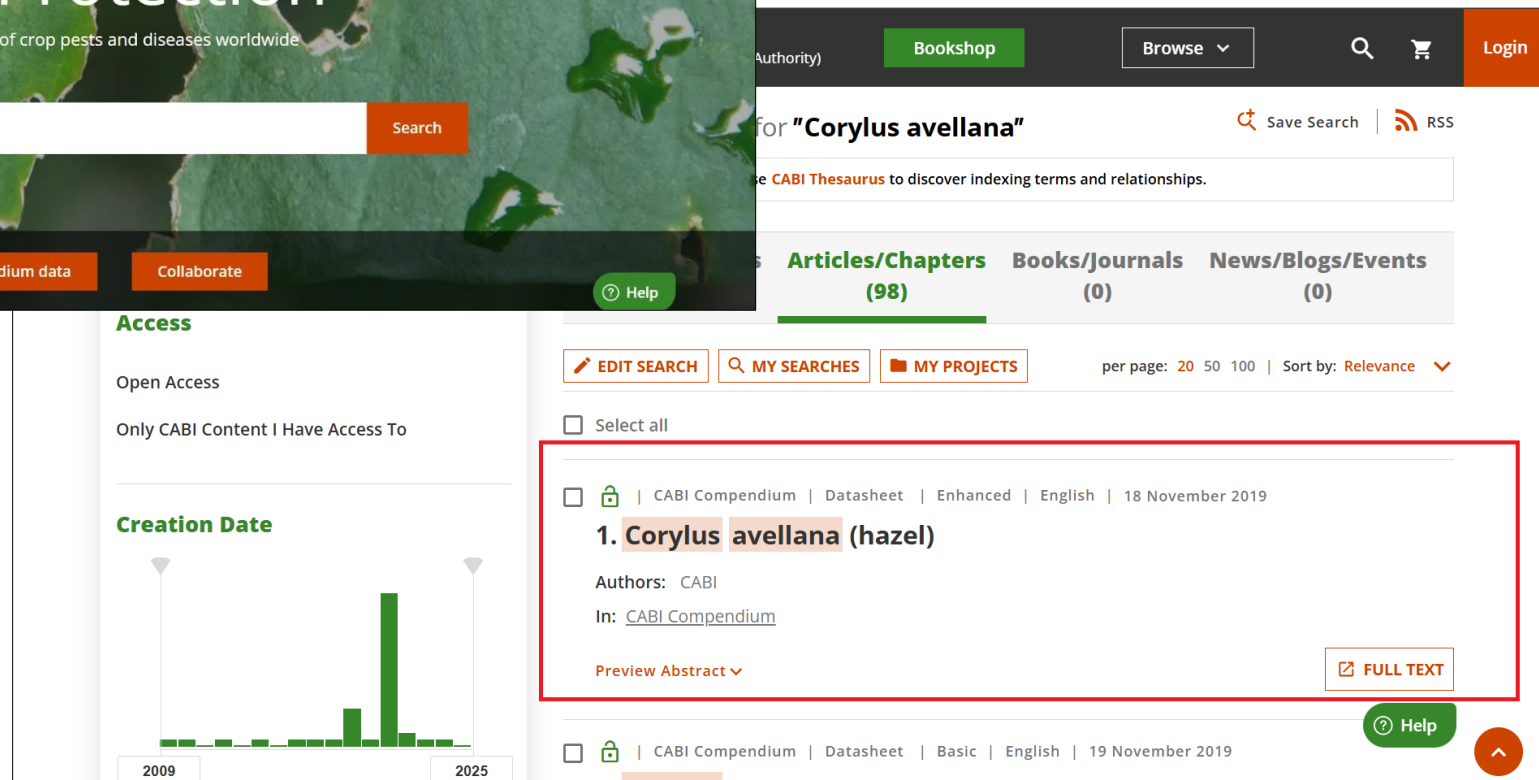 of crop pests and diseases worldwide
Search
dium data
Collaborate
Help
Authority)
Bookshop
Browse
Login
for "Corylus avellana"
Save Search | RSS
CABI Thesaurus to discover indexing terms and relationships.
Articles/Chapters
(98)
Books/Journals
(0)
News/Blogs/Events
(0)
Access
Open Access
Only CABI Content I Have Access To
Creation Date
2009
2025
EDIT SEARCH
MY SEARCHES
MY PROJECTS
per page: 20 50 100 | Sort by: Relevance
Select all
| CABI Compendium | Datasheet | Enhanced | English | 18 November 2019
1. Corylus avellana (hazel)
Authors: CABI
In: CABI Compendium
Preview Abstract
FULL TEXT
Help
| CABI Compendium | Datasheet | Basic | English | 19 November 2019